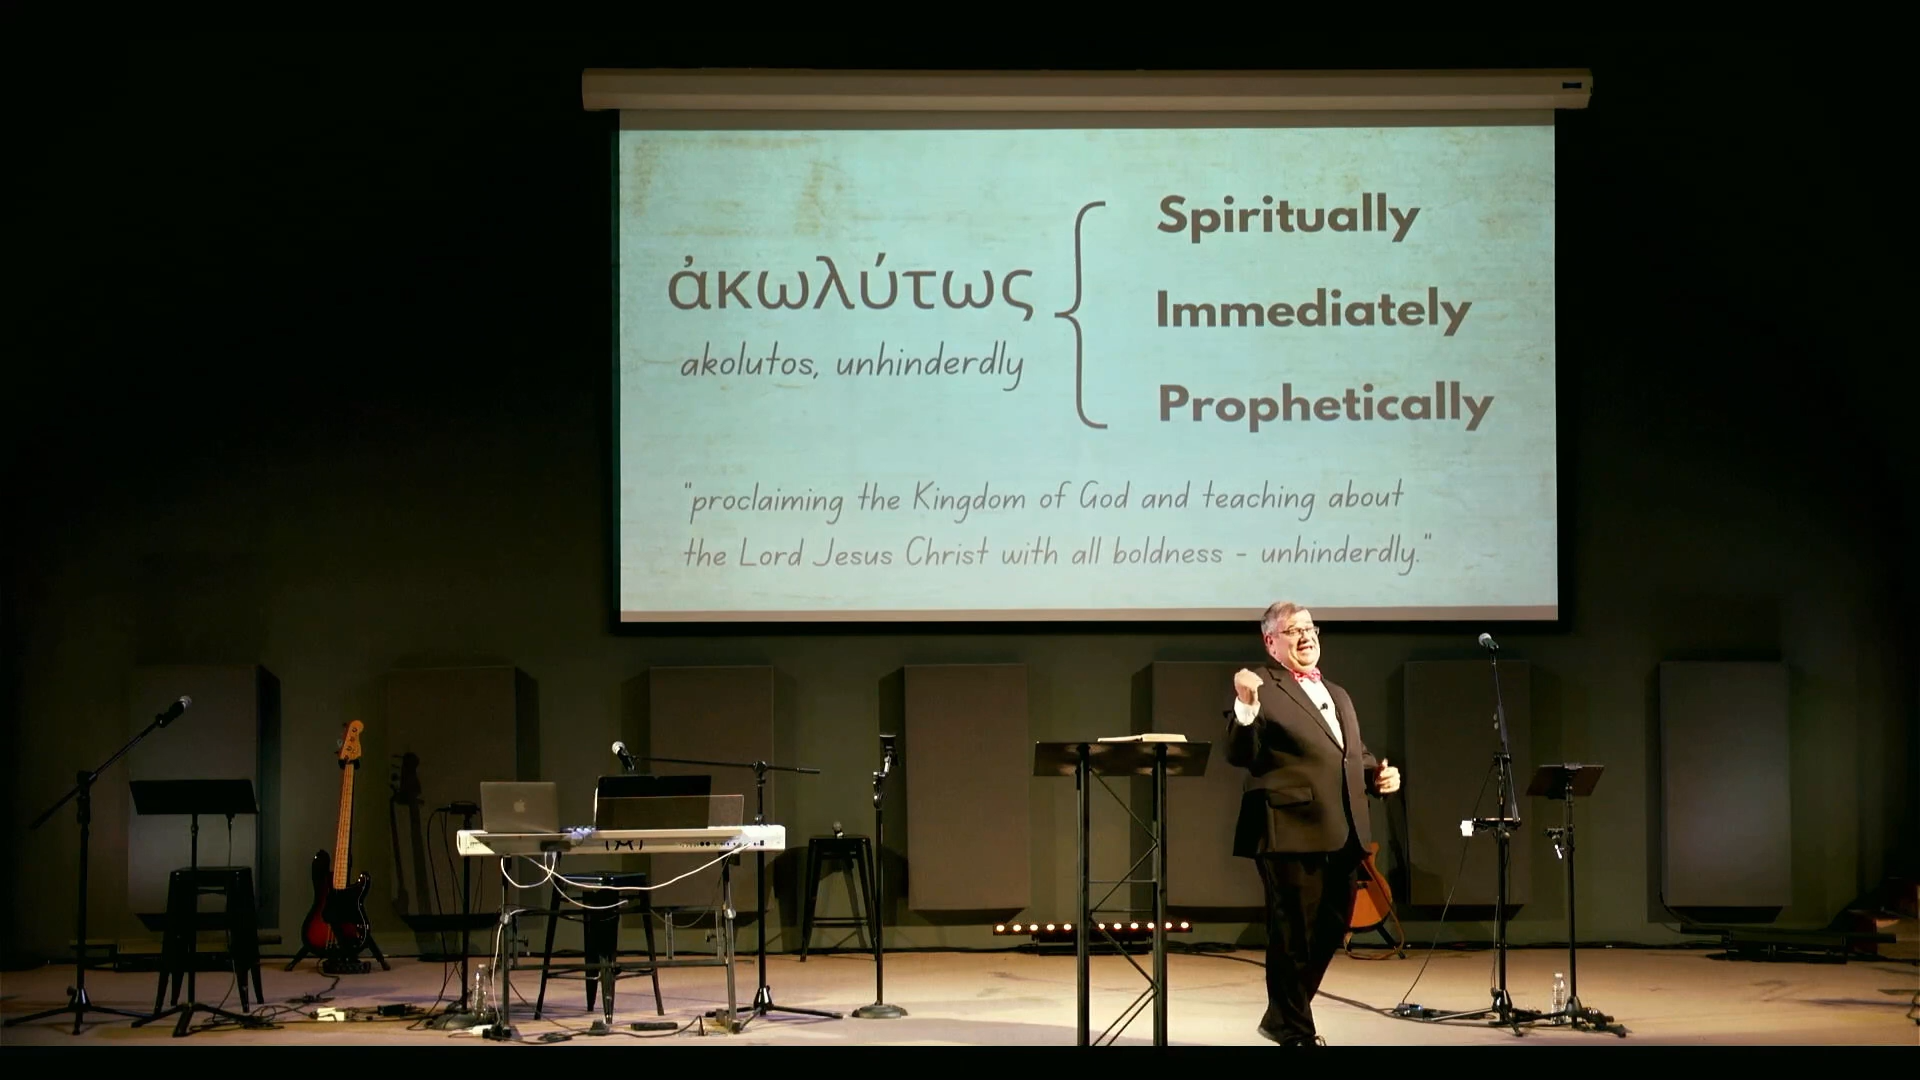 ἀκωλύτως
akolutos, unhinderdly
Spiritually
Immediately
Prophetically
"proclaiming the Kingdom of God and teaching about
the Lord Jesus Christ with all boldness - unhinderdly."